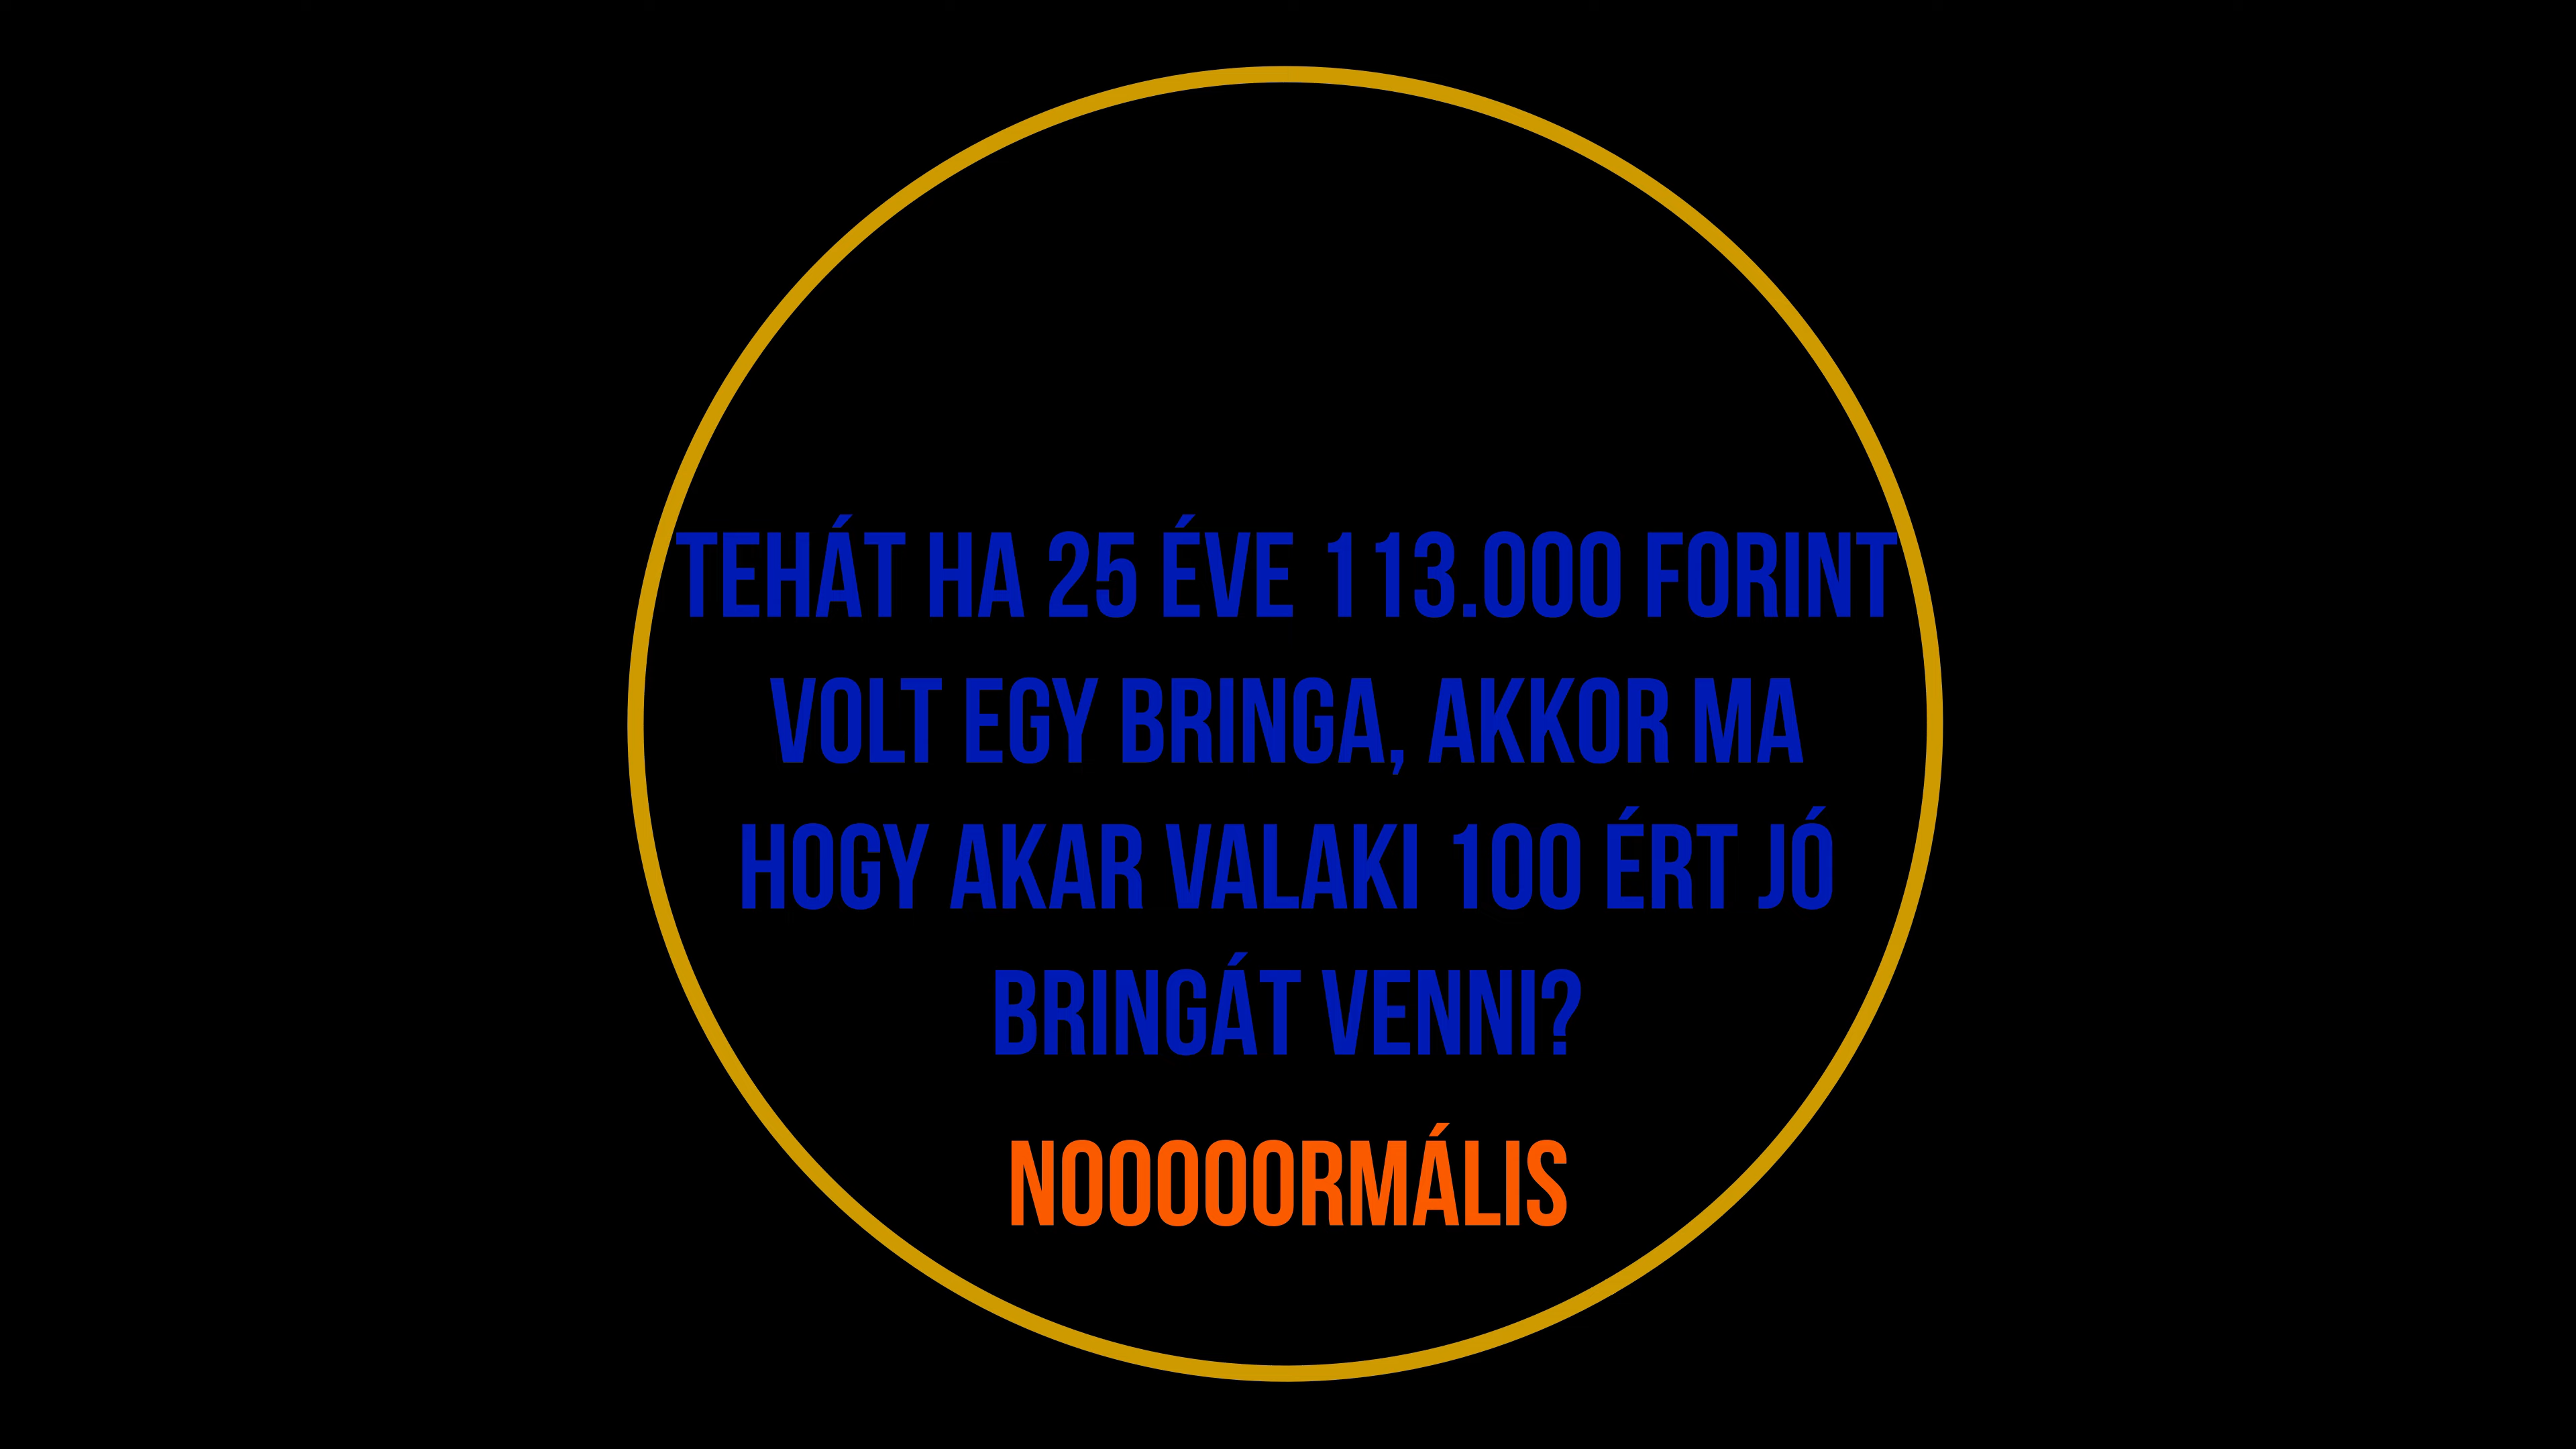 TEHÁT HA 25 ÉVE 113.000 FORINT
VOLT EGY BRINGA, AKKOR MA
HOGY AKAR VALAKI 100 ÉRT JÓ
BRINGÁT VENNI?
NOOOOORMÁLIS